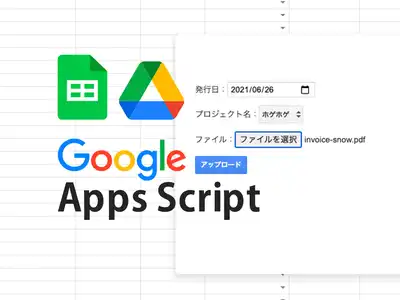 発行日：2021/06/26
プロジェクト名：ホゲホゲ
ファイル：ファイルを選択 invoice-snow.pdf
アップロード
Google
Apps Script